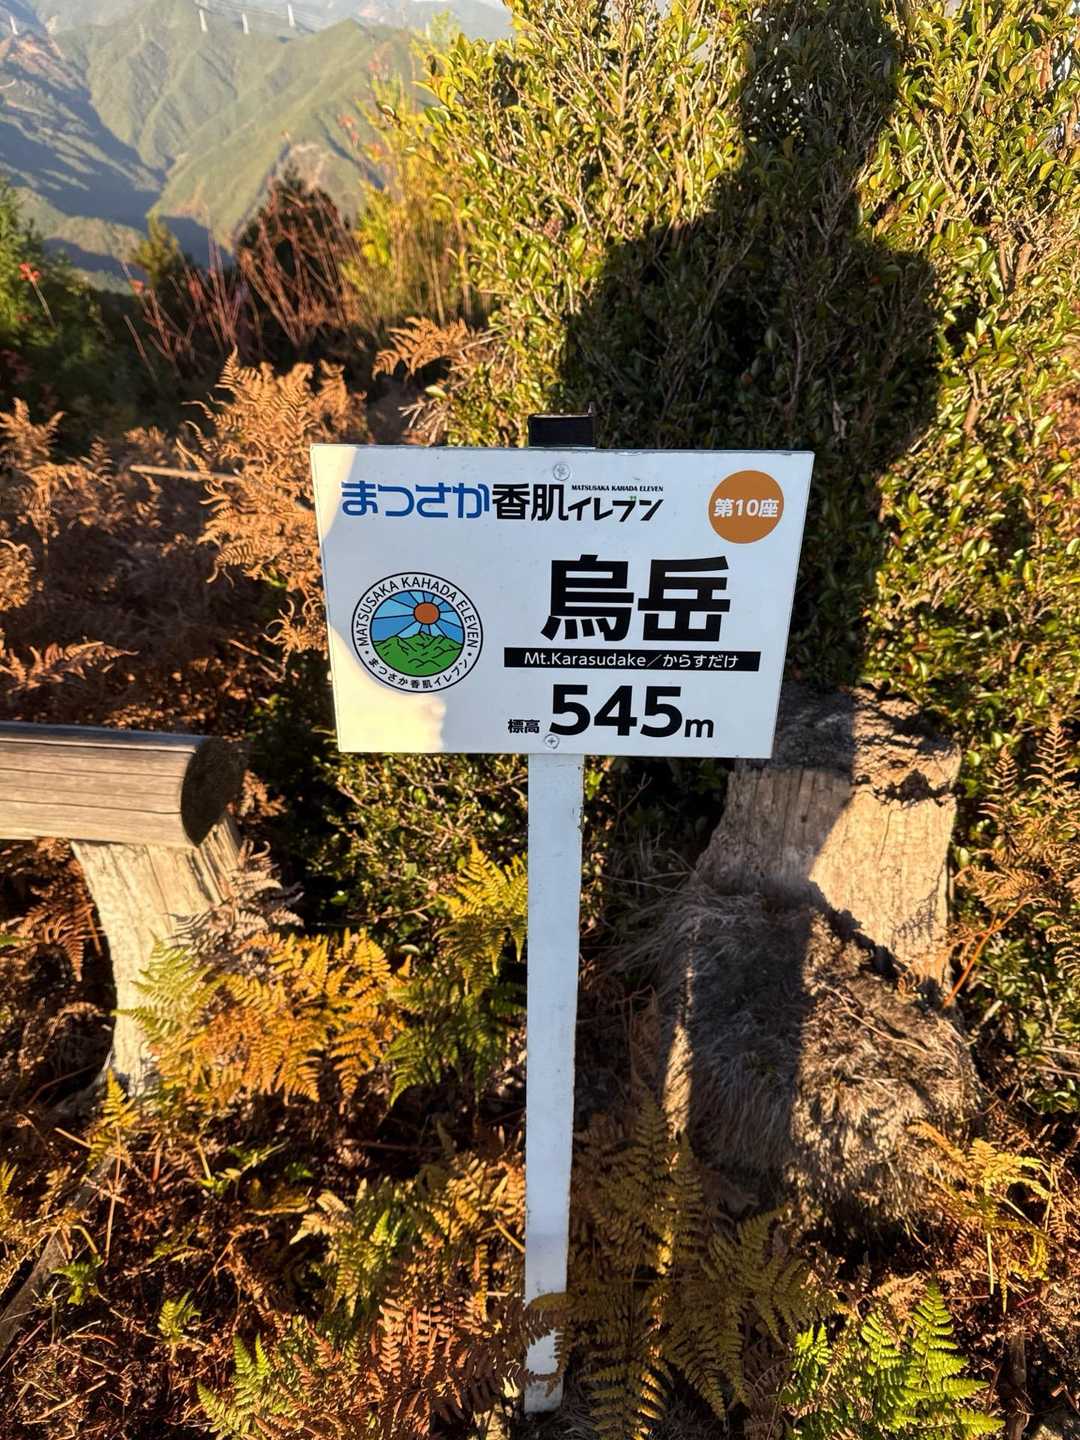 まつさか香肌イレブン
MATSUSAKA KAHADA ELEVEN
第10座
烏岳
Mt.Karasudake／からすだけ
標高 545m
MATSUSAKA KAHADA ELEVEN
まつさか香肌イレブン